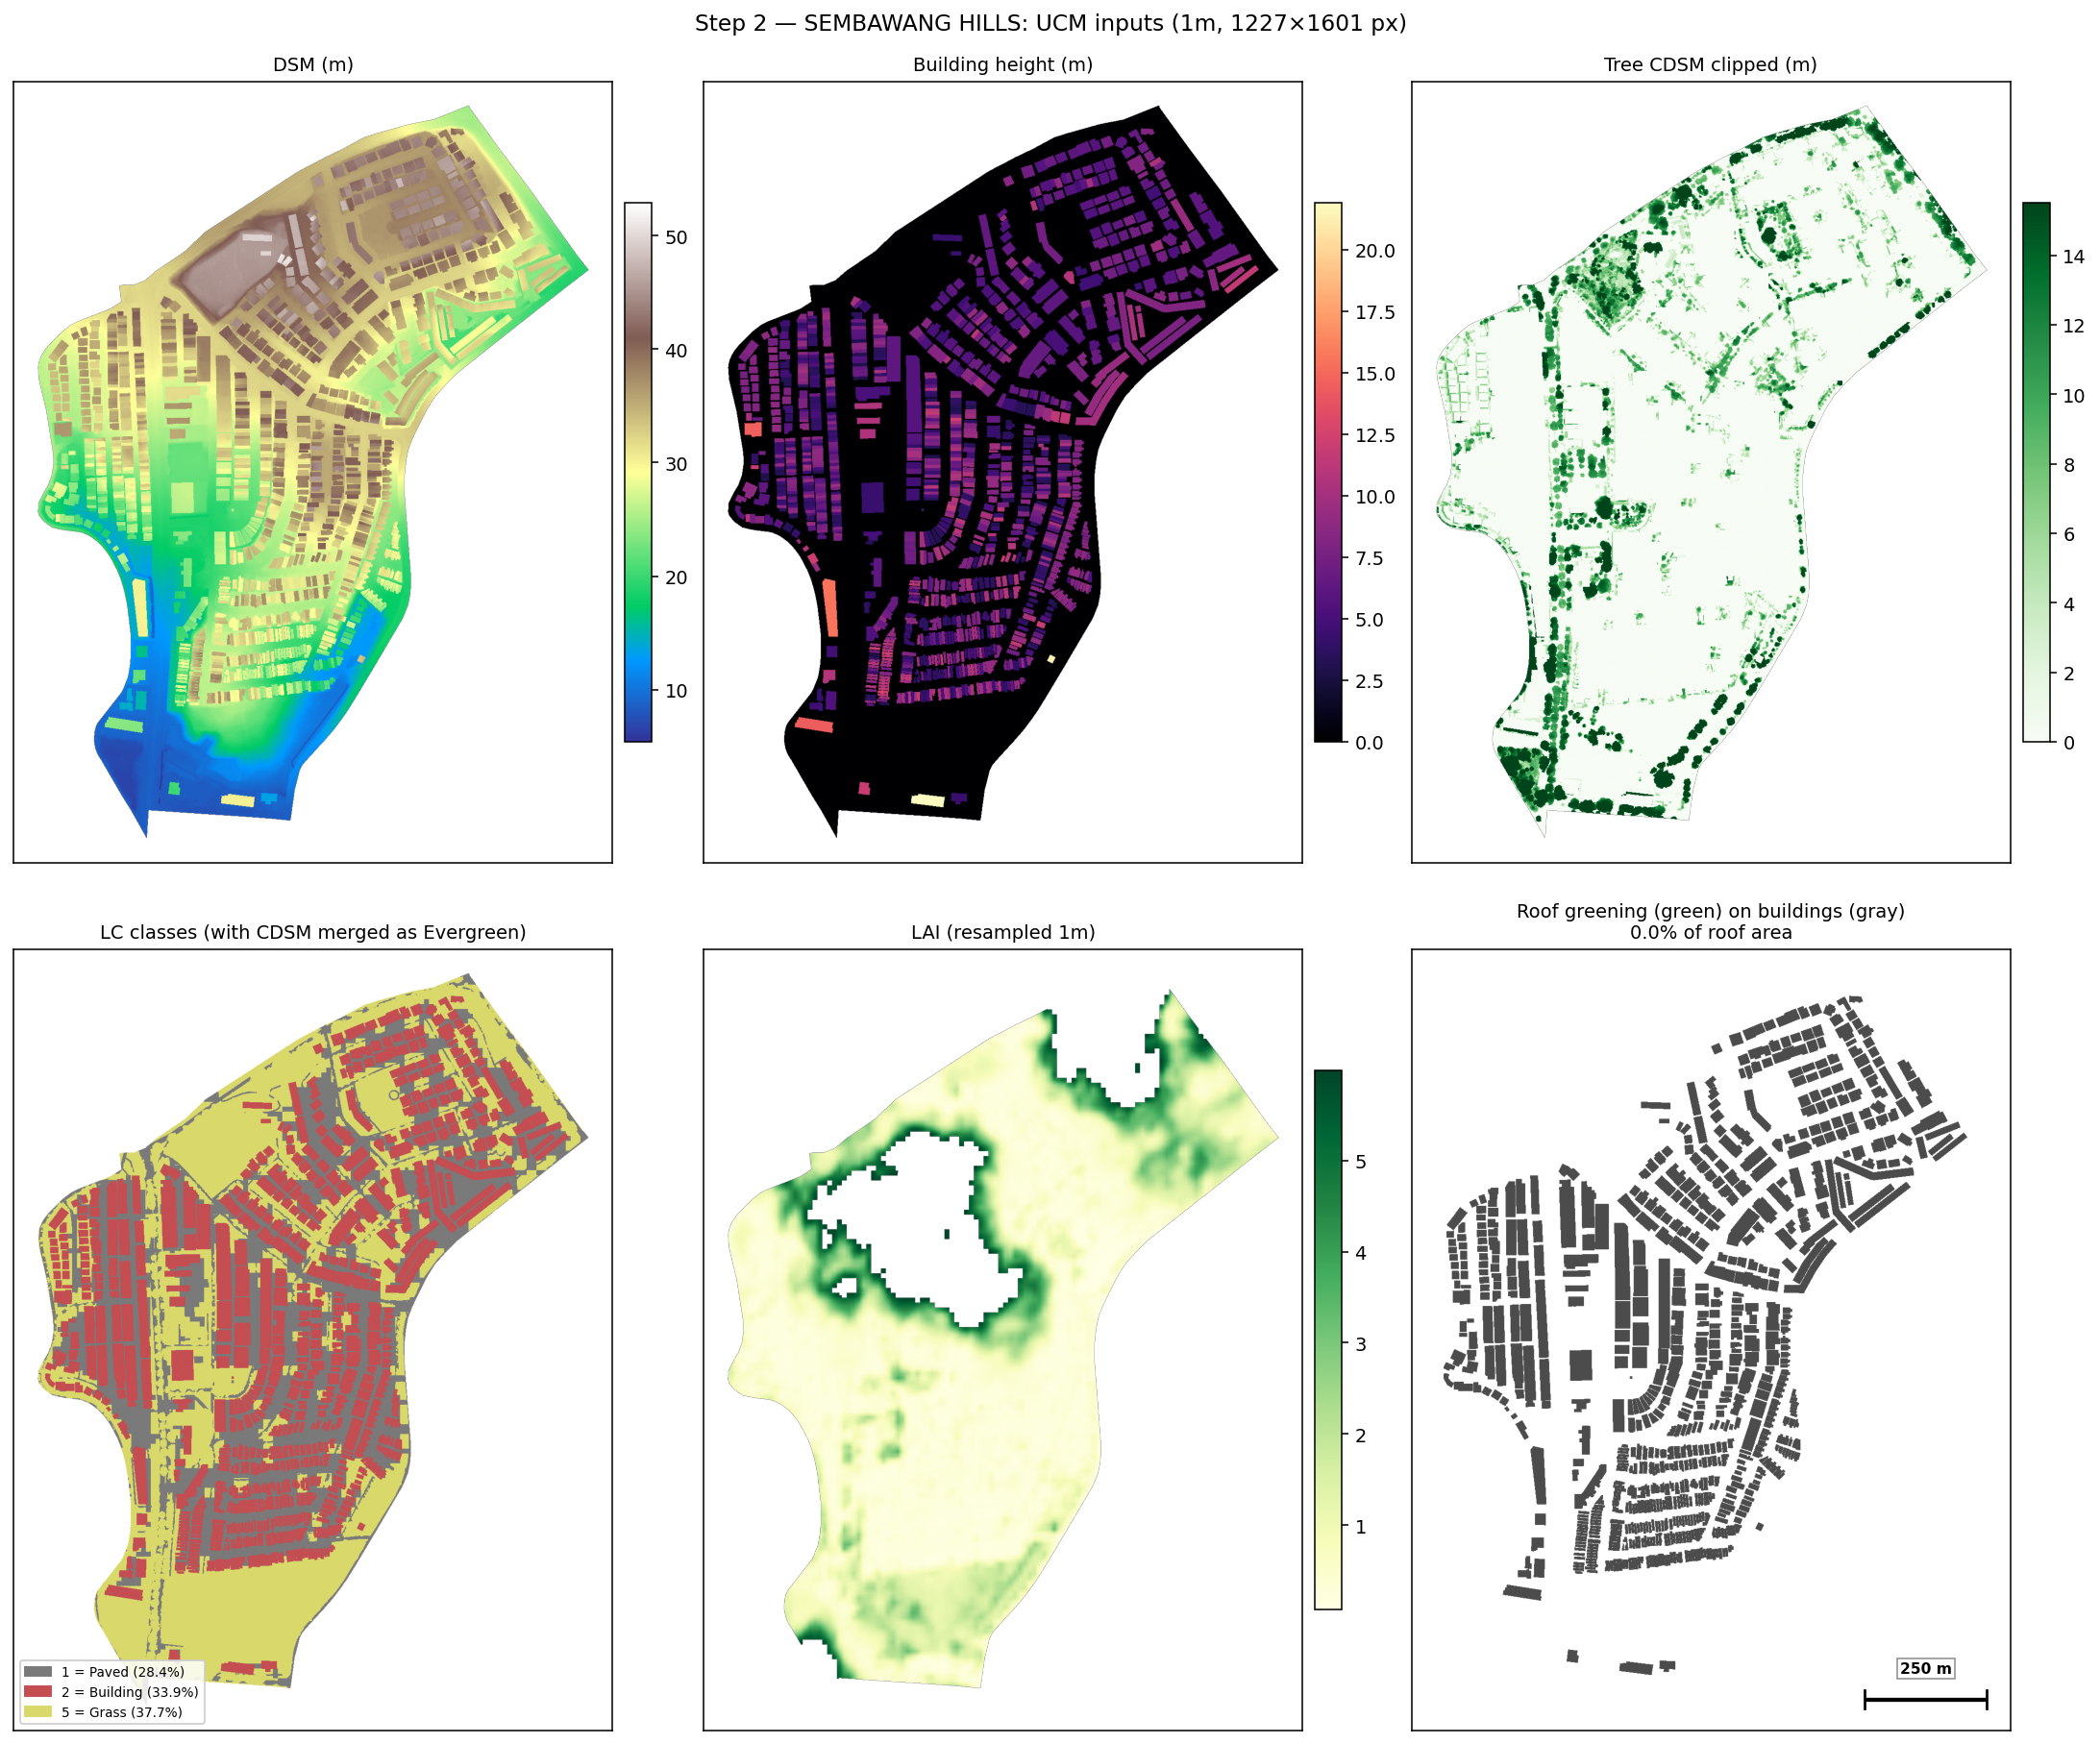 Step 2 — SEMBAWANG HILLS: UCM inputs (1m, 1227×1601 px)
DSM (m)
50
40
30
20
10
Building height (m)
20.0
17.5
15.0
12.5
10.0
7.5
5.0
2.5
0.0
Tree CDSM clipped (m)
14
12
10
8
6
4
2
0
LC classes (with CDSM merged as Evergreen)
1 = Paved (28.4%)
2 = Building (33.9%)
5 = Grass (37.7%)
LAI (resampled 1m)
5
4
3
2
1
Roof greening (green) on buildings (gray)
0.0% of roof area
250 m